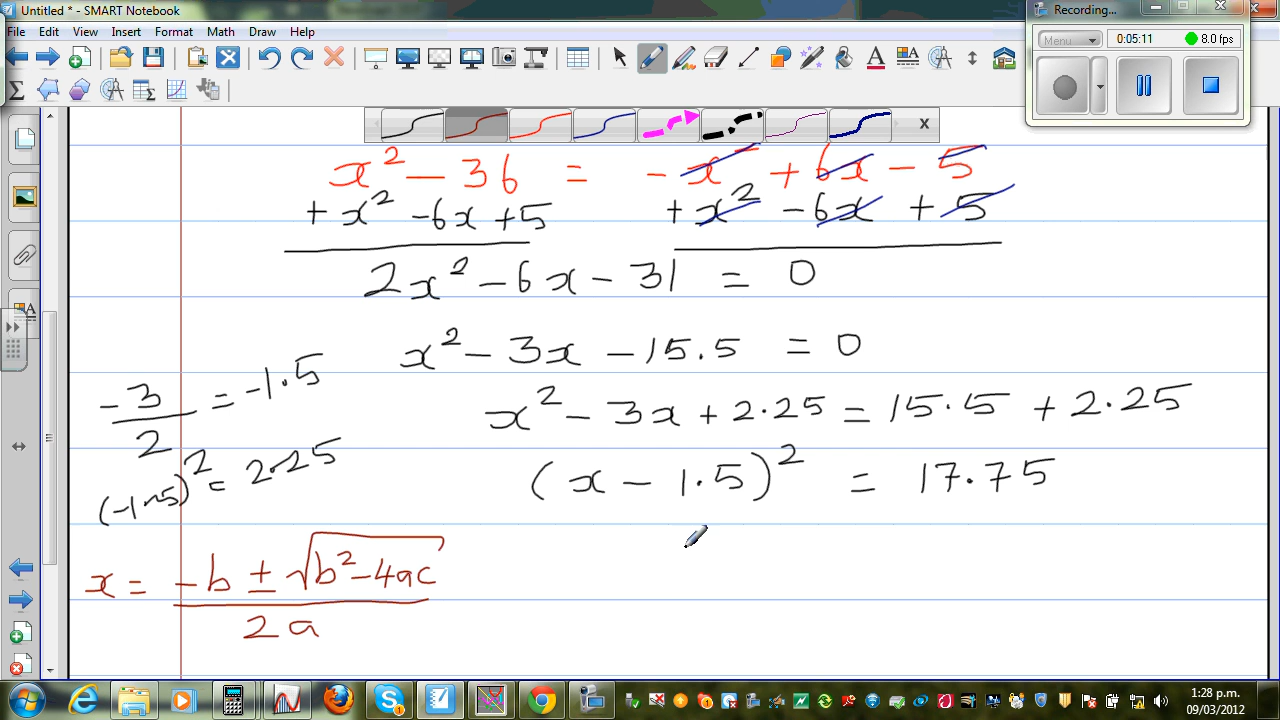 Untitled * - SMART Notebook
Recording...
File Edit View Insert Format Math Draw Help
Menu
0:05:11
8.0 fps
x
x² - 36 = -x² + 6x - 5
+x² -6x +5 +x² -6x +5
2x² - 6x - 31 = 0
x² - 3x - 15.5 = 0
-3/2 = -1.5
x² - 3x + 2.25 = 15.5 + 2.25
(-1.5)² = 2.25
(x - 1.5)² = 17.75
x = -b ± √b² - 4ac
2a
1:28 p.m.
09/03/2012